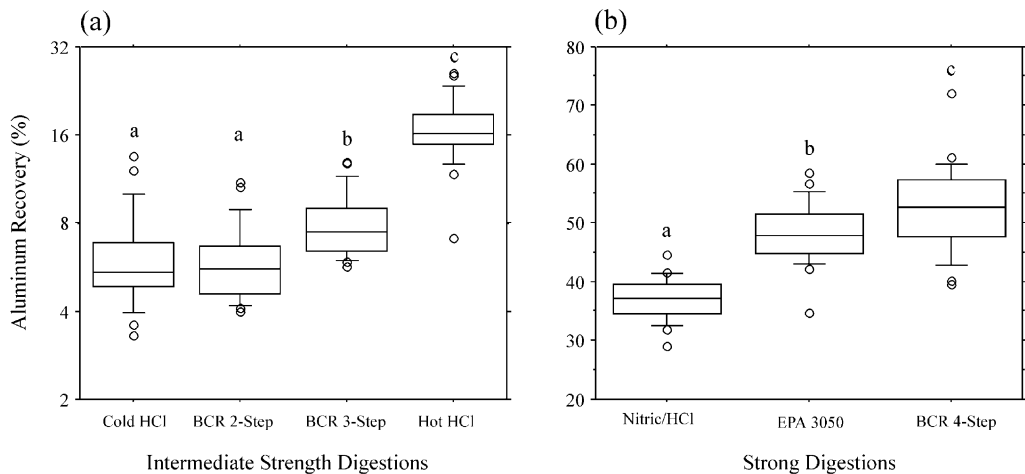 (a)
Aluminum Recovery (%)
32
16
8
4
2
a
a
b
c
Cold HCl
BCR 2-Step
BCR 3-Step
Hot HCl
Intermediate Strength Digestions
(b)
80
70
60
50
40
30
20
a
b
c
Nitric/HCl
EPA 3050
BCR 4-Step
Strong Digestions